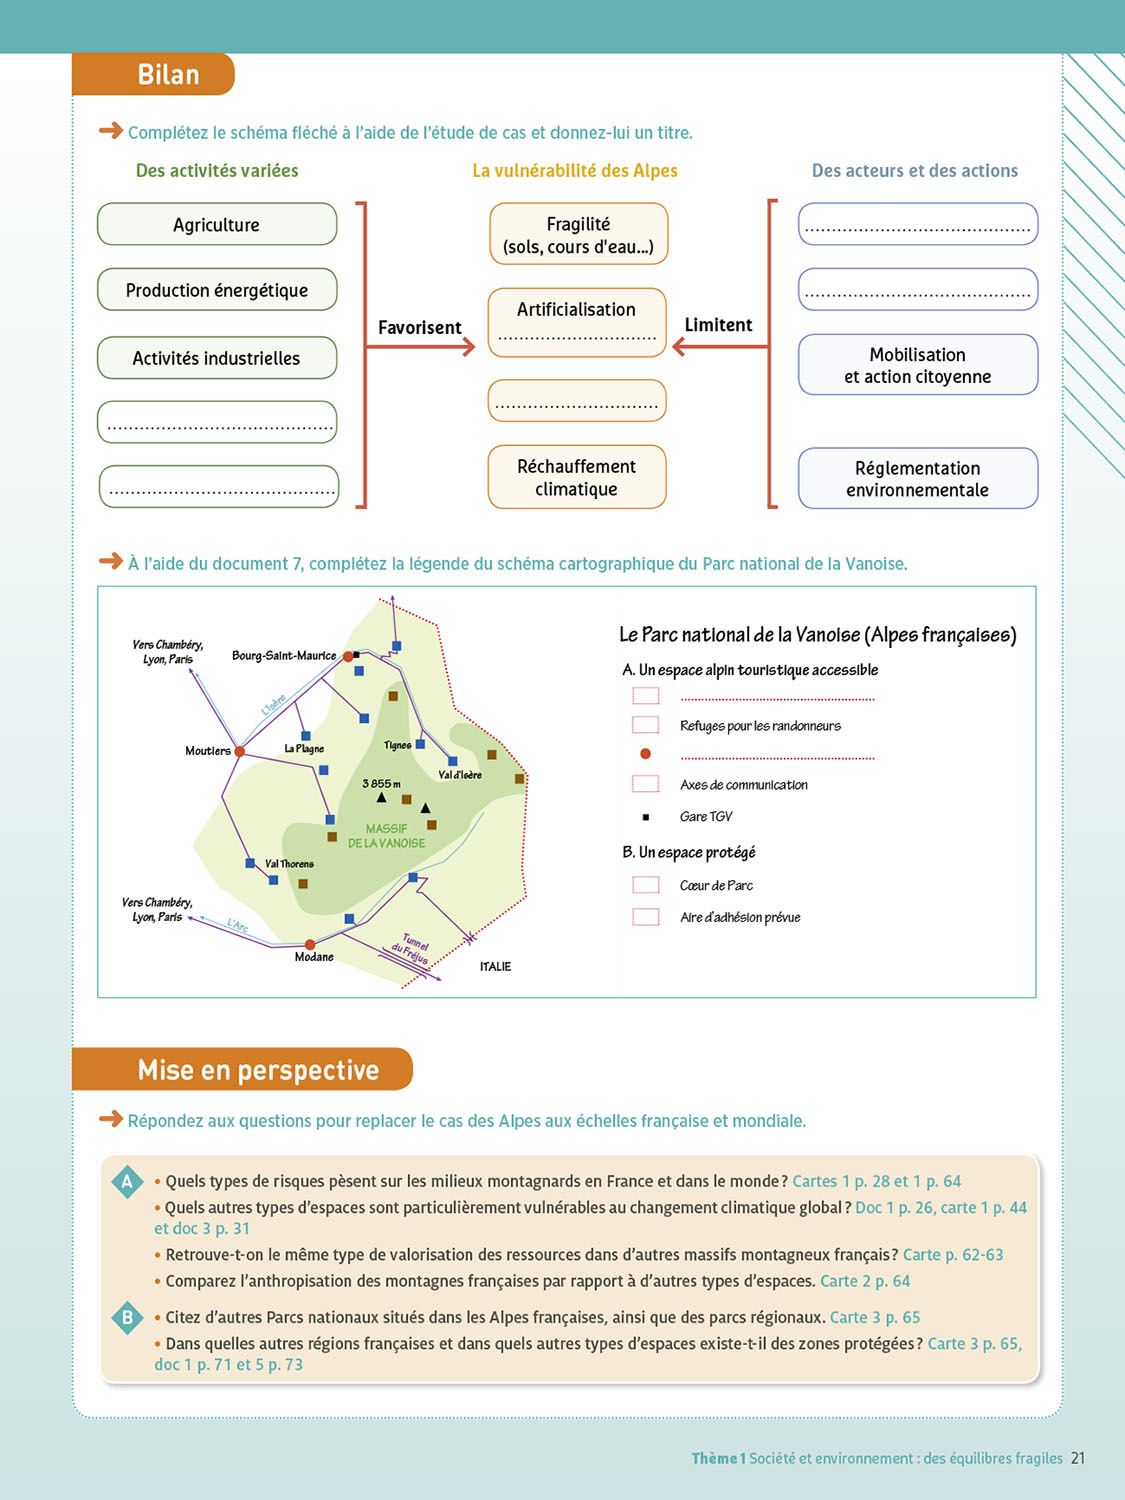 Bilan
➜ Complétez le schéma fléché à l'aide de l'étude de cas et donnez-lui un titre.
Des activités variées
Agriculture
Production énergétique
Activités industrielles
..........................................
..........................................
Favorisent
La vulnérabilité des Alpes
Fragilité
(sols, cours d'eau...)
Artificialisation
..............................
..............................
Réchauffement
climatique
Limitent
Des acteurs et des actions
..........................................
..........................................
Mobilisation
et action citoyenne
Réglementation
environnementale
➜ À l'aide du document 7, complétez la légende du schéma cartographique du Parc national de la Vanoise.
Vers Chambéry,
Lyon, Paris
Bourg-Saint-Maurice
L'Isère
Moutiers
La Plagne
Tignes
Val d'Isère
3 855 m
MASSIF
DE LA VANOISE
Val Thorens
Vers Chambéry,
Lyon, Paris
L'Arc
Modane
Tunnel
du Fréjus
ITALIE
Le Parc national de la Vanoise (Alpes françaises)
A. Un espace alpin touristique accessible
..........................................
Refuges pour les randonneurs
..........................................
Axes de communication
Gare TGV
B. Un espace protégé
Cœur de Parc
Aire d'adhésion prévue
Mise en perspective
➜ Répondez aux questions pour replacer le cas des Alpes aux échelles française et mondiale.
A
• Quels types de risques pèsent sur les milieux montagnards en France et dans le monde ? Cartes 1 p. 28 et 1 p. 64
• Quels autres types d'espaces sont particulièrement vulnérables au changement climatique global ? Doc 1 p. 26, carte 1 p. 44
et doc 3 p. 31
• Retrouve-t-on le même type de valorisation des ressources dans d'autres massifs montagneux français ? Carte p. 62-63
• Comparez l'anthropisation des montagnes françaises par rapport à d'autres types d'espaces. Carte 2 p. 64
B
• Citez d'autres Parcs nationaux situés dans les Alpes françaises, ainsi que des parcs régionaux. Carte 3 p. 65
• Dans quelles autres régions françaises et dans quels autres types d'espaces existe-t-il des zones protégées ? Carte 3 p. 65,
doc 1 p. 71 et 5 p. 73
Thème 1 Société et environnement : des équilibres fragiles 21